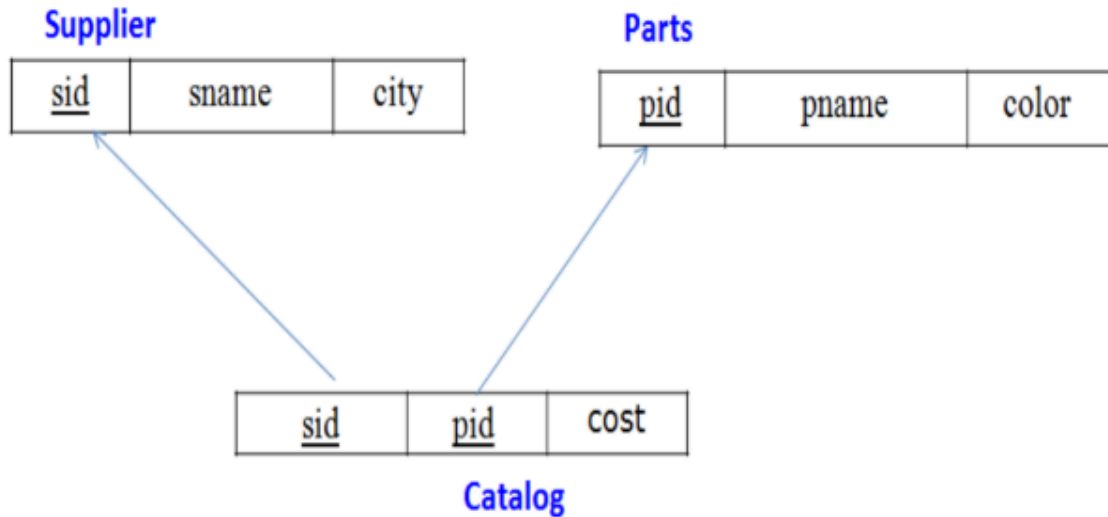 Supplier
sid sname city
Parts
pid pname color
sid pid cost
Catalog